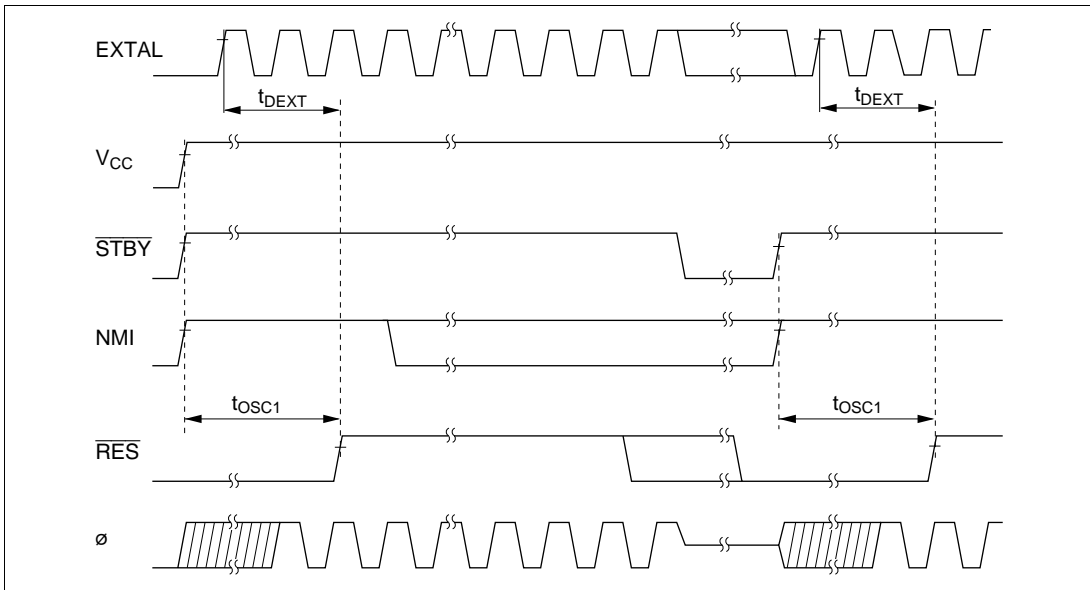 EXTAL
tDEXT
tDEXT
VCC
STBY
NMI
tOSC1
tOSC1
RES
ø